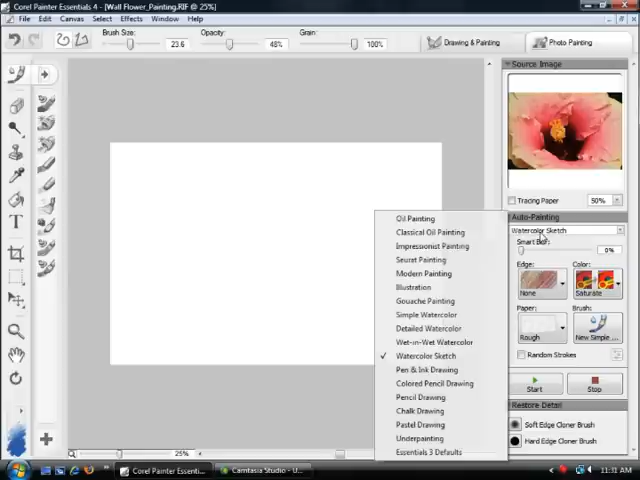 Corel Painter Essentials 4 - [Wall Flower_Painting.RIF @ 25%]
File Edit Canvas Select Effects Window Help
Brush Size: 23.6 Opacity: 48% Grain: 100% Drawing & Painting Photo Painting
Source Image
Tracing Paper 50%
Auto-Painting
Watercolor Sketch
Smart Blur:
0%
Edge: Color:
None Saturate
Paper: Brush:
Rough New Simple ...
Random Strokes
Start Stop
Restore Detail
Soft Edge Cloner Brush
Hard Edge Cloner Brush
Oil Painting
Classical Oil Painting
Impressionist Painting
Seurat Painting
Modern Painting
Illustration
Gouache Painting
Simple Watercolor
Detailed Watercolor
Wet-in-Wet Watercolor
Watercolor Sketch
Pen & Ink Drawing
Colored Pencil Drawing
Pencil Drawing
Chalk Drawing
Pastel Drawing
Underpainting
Essentials 3 Defaults
T
25%
Corel Painter Essenti... Camtasia Studio - U... 11:31 AM